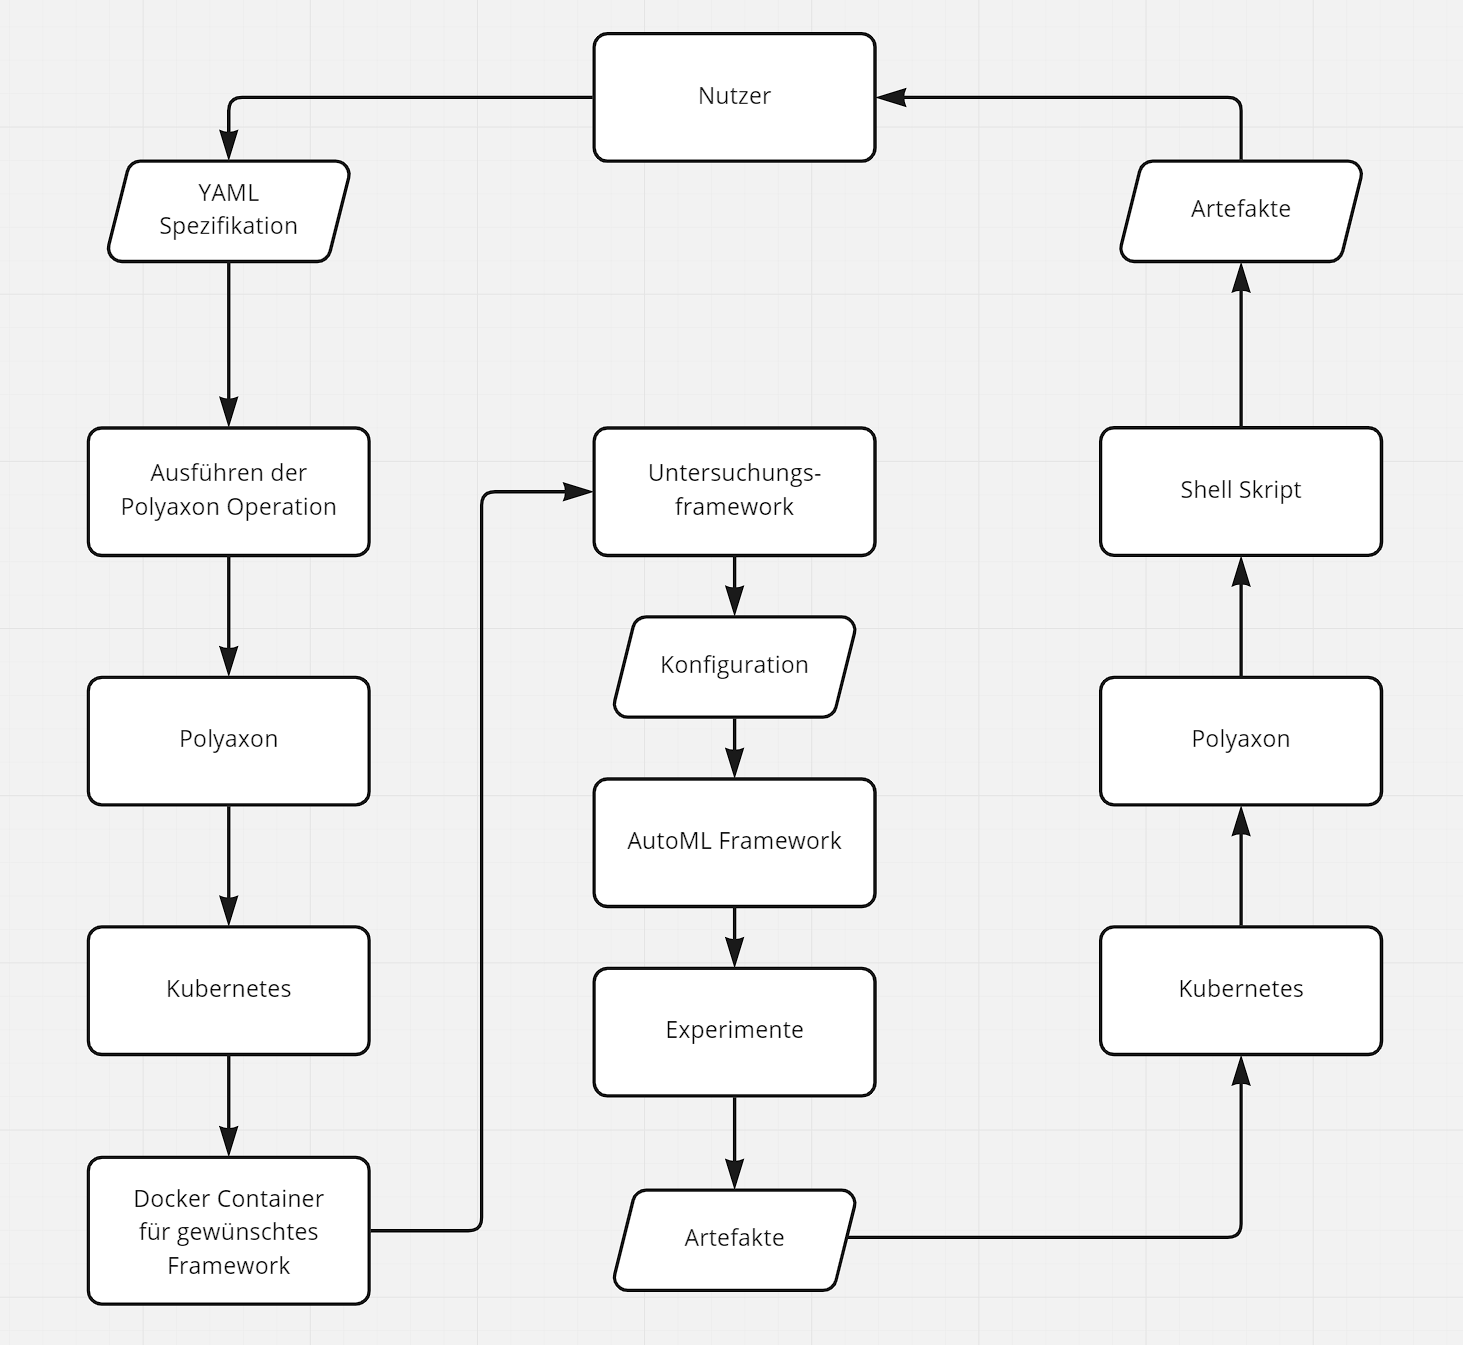 Nutzer
YAML
Spezifikation
Ausführen der
Polyaxon Operation
Polyaxon
Kubernetes
Docker Container
für gewünschtes
Framework
Untersuchungs-
framework
Konfiguration
AutoML Framework
Experimente
Artefakte
Kubernetes
Polyaxon
Shell Skript
Artefakte